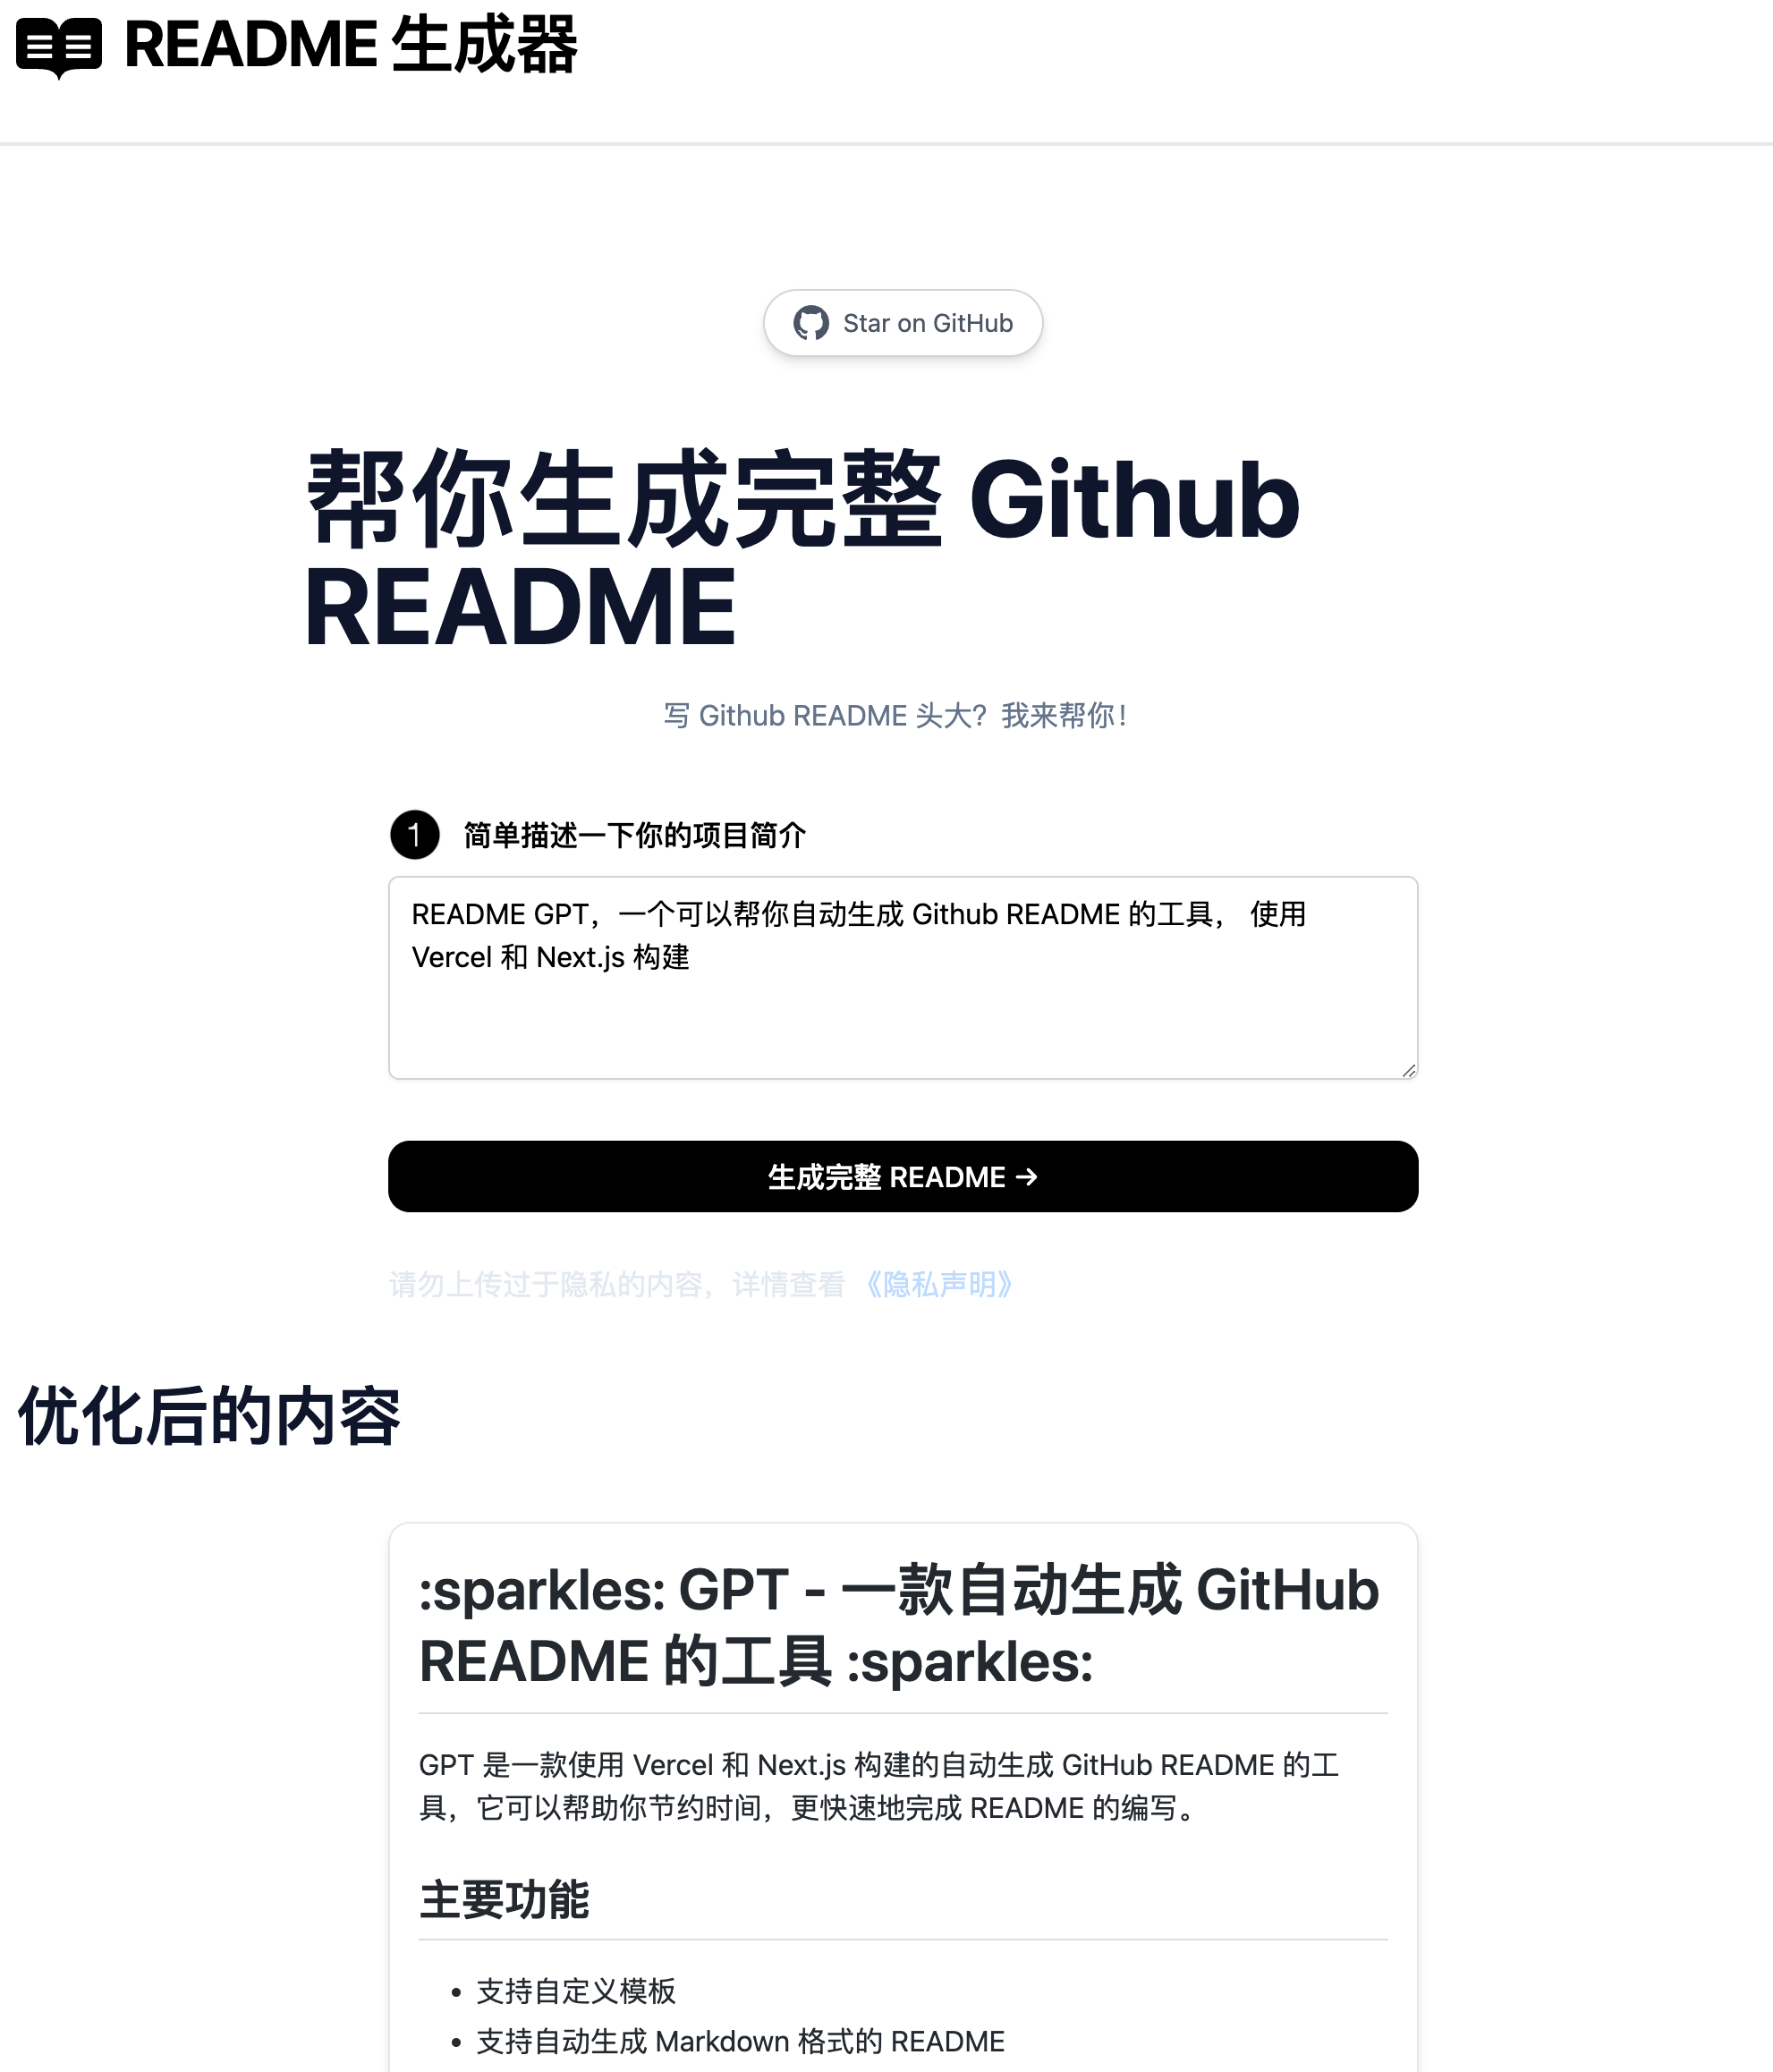 README 生成器
Star on GitHub
帮你生成完整 Github
README
写 Github README 头大？我来帮你！
1 简单描述一下你的项目简介
README GPT，一个可以帮你自动生成 Github README 的工具， 使用
Vercel 和 Next.js 构建
生成完整 README →
请勿上传过于隐私的内容，详情查看 《隐私声明》
优化后的内容
:sparkles: GPT - 一款自动生成 GitHub
README 的工具 :sparkles:
GPT 是一款使用 Vercel 和 Next.js 构建的自动生成 GitHub README 的工
具，它可以帮助你节约时间，更快速地完成 README 的编写。
主要功能
• 支持自定义模板
• 支持自动生成 Markdown 格式的 README